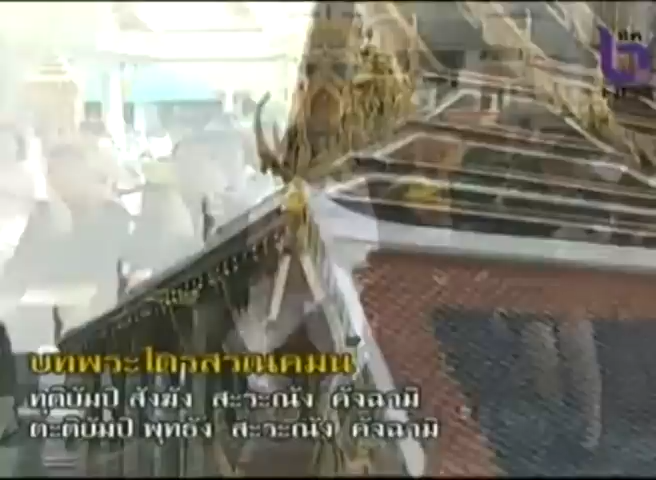 บทพระไตรสรณคมน์
ทุติยัมปิ สังฆัง สะระณัง คัจฉามิ
ตะติยัมปิ พุทธัง สะระณัง คัจฉามิ